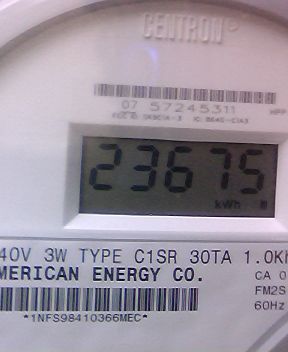 CENTRON®
07 57245311
23675
kWh
40V 3W TYPE C1SR 30TA 1.0Kh
MERICAN ENERGY CO.
CA 0
FM2S
60Hz
*1NFS98410366MEC*